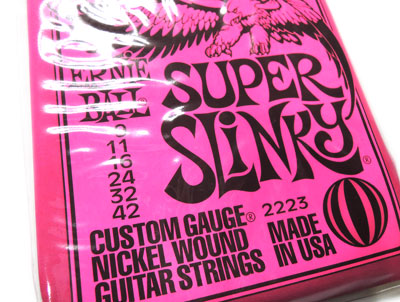 ERNIE
BALL
SUPER
SLINKY®
9
11
16
24
32
42
CUSTOM GAUGE® 2223
NICKEL WOUND
GUITAR STRINGS
MADE
IN USA